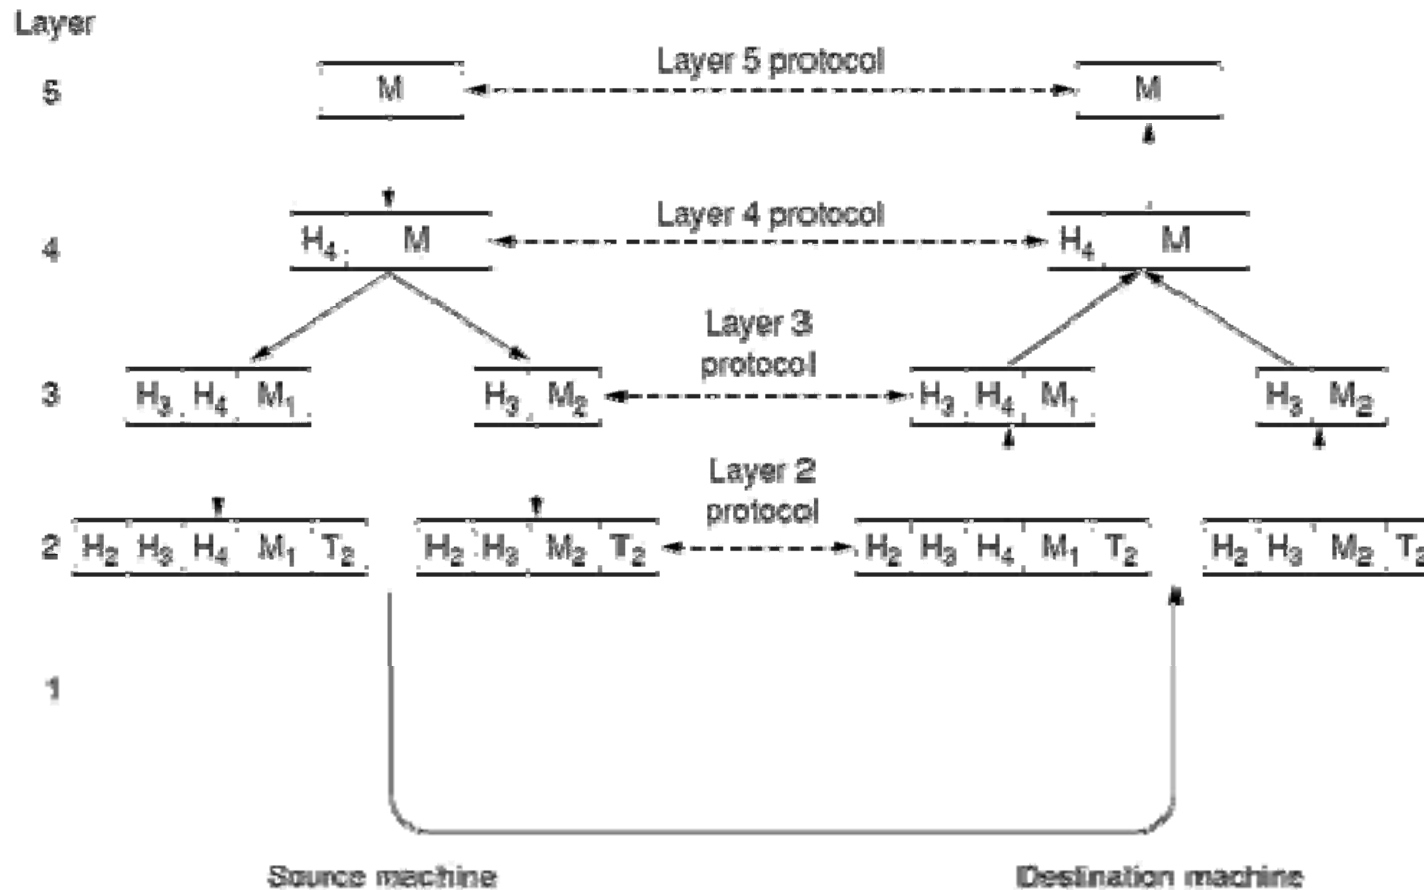 Layer
5 M Layer 5 protocol M
4 H4 M Layer 4 protocol H4 M
Layer 3
protocol
3 H3 H4 M1 H3 M2 H3 H4 M1 H3 M2
Layer 2
protocol
2 H2 H3 H4 M1 T2 H2 H3 M2 T2 H2 H3 H4 M1 T2 H2 H3 M2 T2
1
Source machine Destination machine